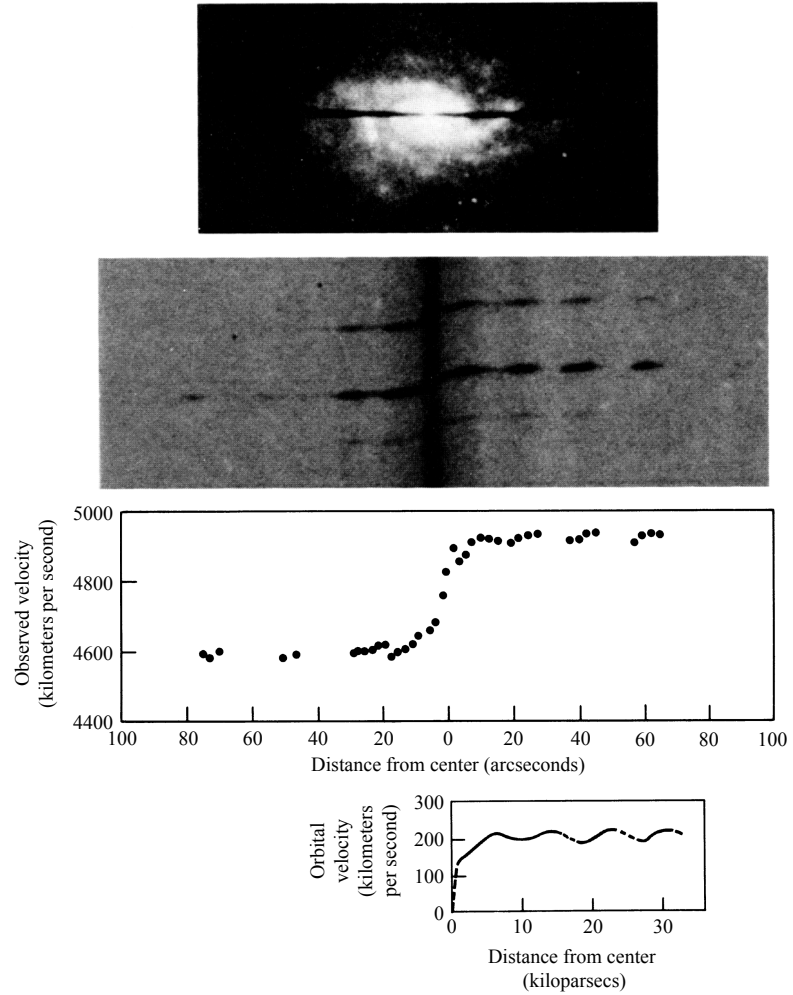 5000
4800
4600
4400
Observed velocity
(kilometers per second)
100 80 60 40 20 0 20 40 60 80 100
Distance from center (arcseconds)
300
200
100
0
Orbital
velocity
(kilometers
per second)
0 10 20 30
Distance from center
(kiloparsecs)